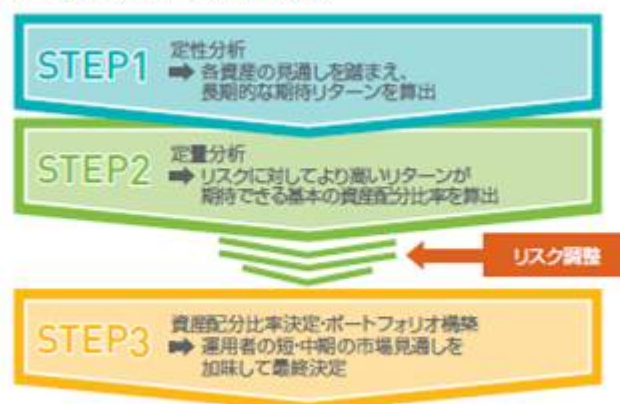 STEP1
定性分析
➡ 各資産の見通しを踏まえ、
長期的な期待リターンを算出
STEP2
定量分析
➡ リスクに対してより高いリターンが
期待できる基本の資産配分比率を算出
リスク調整
STEP3
資産配分比率決定・ポートフォリオ構築
➡ 運用者の短・中期の市場見通しを
加味して最終決定